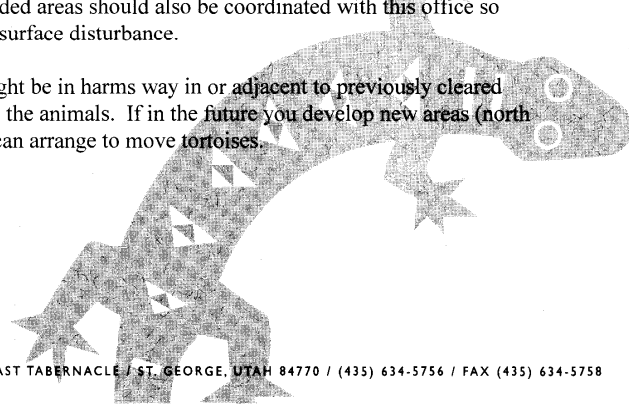 ded areas should also be coordinated with this office so
surface disturbance.
ght be in harms way in or adjacent to previously cleared
the animals. If in the future you develop new areas (north
can arrange to move tortoises.
AST TABERNACLE / ST. GEORGE, UTAH 84770 / (435) 634-5756 / FAX (435) 634-5758